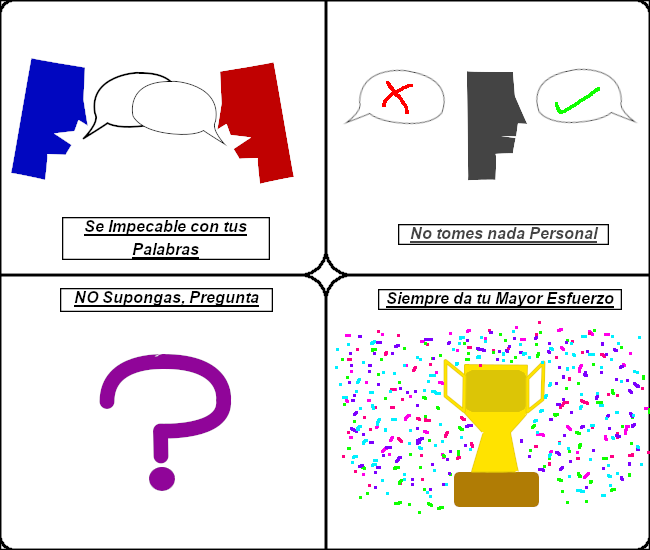 Se Impecable con tus
Palabras
No tomes nada Personal
NO Supongas, Pregunta
Siempre da tu Mayor Esfuerzo